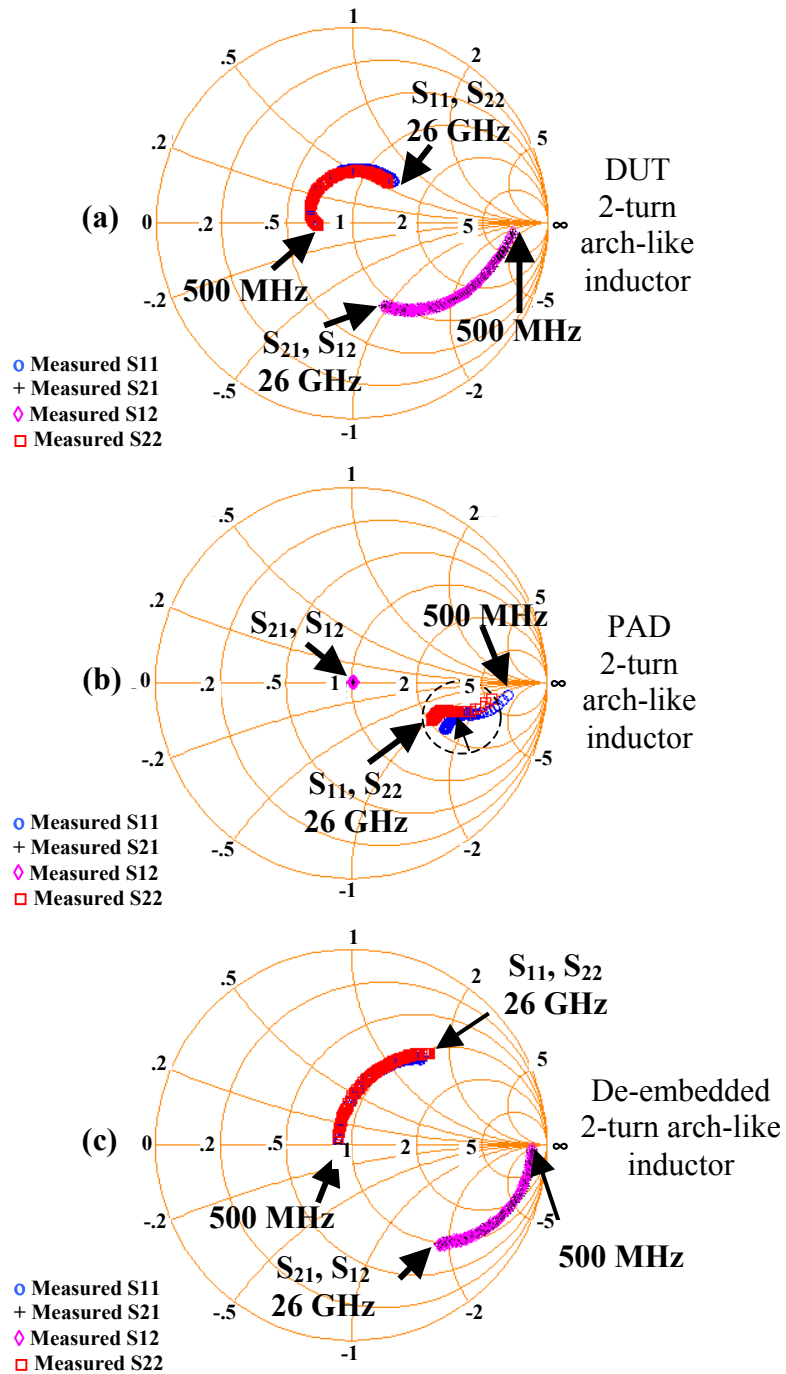 1
.5
2
S11, S22
26 GHz
.2
5
DUT
2-turn
arch-like
inductor
(a)
0
.2
.5
1
2
5
∞
500 MHz
-.2
-5
500 MHz
S21, S12
26 GHz
-.5
-2
-1
o Measured S11
+ Measured S21
◊ Measured S12
□ Measured S22
1
.5
2
.2
500 MHz
5
S21, S12
PAD
2-turn
arch-like
inductor
(b)
0
.2
.5
1
2
5
∞
-.2
-5
S11, S22
26 GHz
-.5
-2
-1
o Measured S11
+ Measured S21
◊ Measured S12
□ Measured S22
1
.5
2
S11, S22
26 GHz
.2
5
De-embedded
2-turn arch-like
inductor
(c)
0
.2
.5
1
2
5
∞
500 MHz
-.2
-5
500 MHz
S21, S12
26 GHz
-.5
-2
-1
o Measured S11
+ Measured S21
◊ Measured S12
□ Measured S22